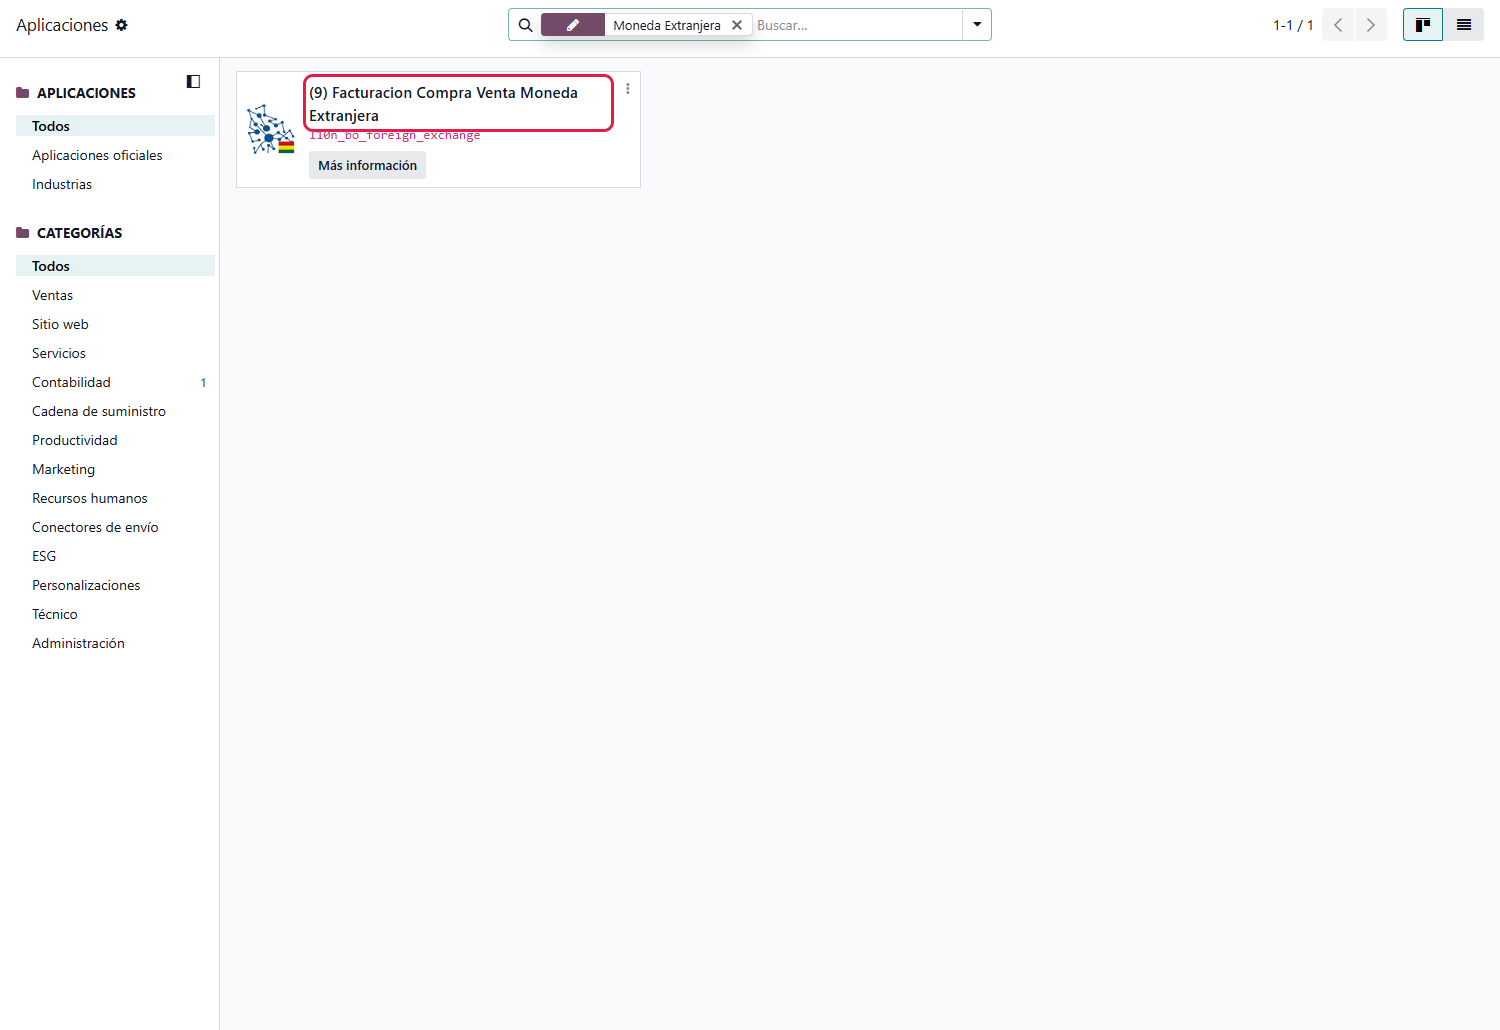 Aplicaciones
Moneda Extranjera
Buscar...
1-1 / 1
APLICACIONES
Todos
Aplicaciones oficiales
Industrias
CATEGORÍAS
Todos
Ventas
Sitio web
Servicios
Contabilidad 1
Cadena de suministro
Productividad
Marketing
Recursos humanos
Conectores de envío
ESG
Personalizaciones
Técnico
Administración
(9) Facturacion Compra Venta Moneda
Extranjera
l10n_bo_foreign_exchange
Más información